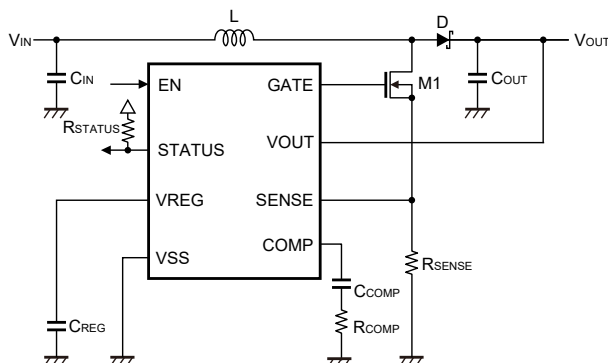 L
D
VIN
VOUT
CIN
EN
GATE
M1
COUT
RSTATUS
STATUS
VOUT
VREG
SENSE
COMP
VSS
RSENSE
CCOMP
CREG
RCOMP